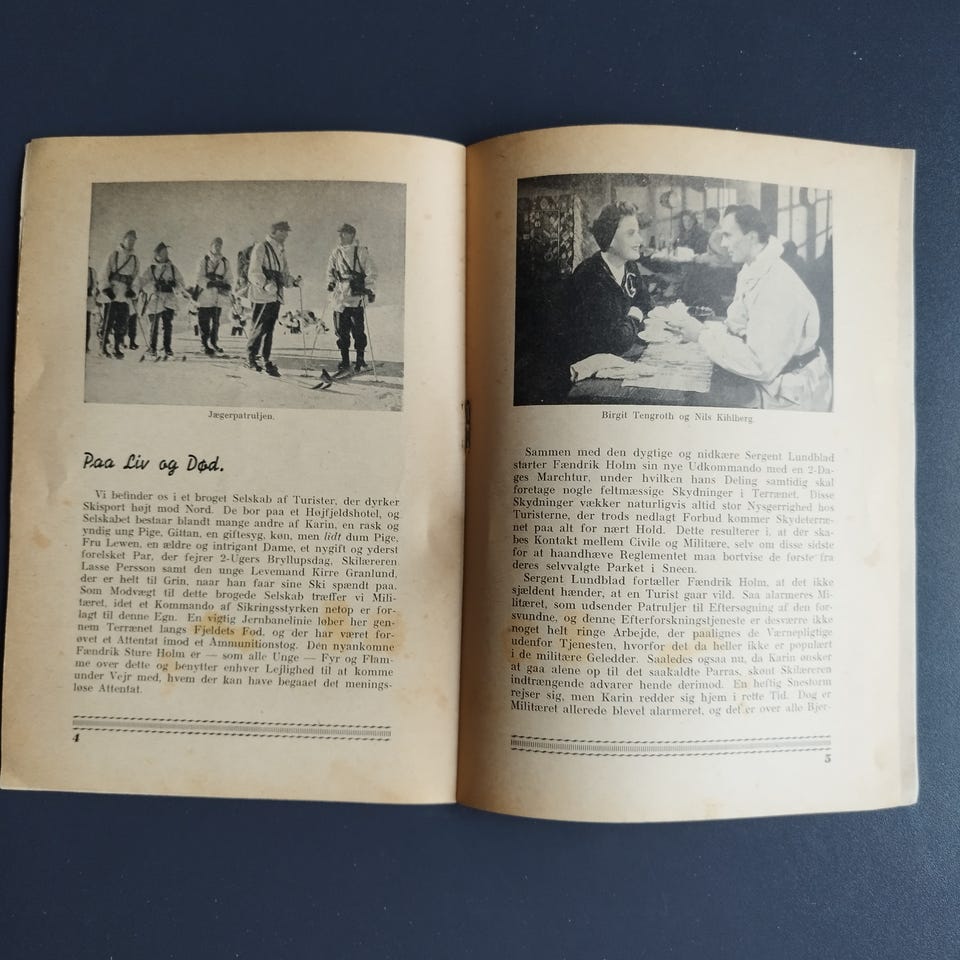 Jægerpatruljen.
Paa Liv og Død.
Vi befinder os i et broget Selskab af Turister, der dyrker
Skisport højt mod Nord. De bor paa et Højfjeldshotel, og
Selskabet bestaar blandt mange andre af Karin, en rask og
yndig ung Pige, Gittan, en giftesyg, køn, men lidt dum Pige,
Fru Lewen, en ældre og intrigant Dame, et nygift og yderst
forelsket Par, der fejrer 2-Ugers Bryllupsdag, Skilæreren
Lasse Persson samt den unge Levemand Kirre Granlund,
der er helt til Grin, naar han faar sine Ski spændt paa.
Som Modvægt til dette brogede Selskab træffer vi Mili-
tæret, idet et Kommando af Sikringsstyrken netop er for-
lagt til denne Egn. En vigtig Jernbanelinie løber her gen-
nem Terrænet langs Fjeldets Fod, og der har været for-
øvet et Attentat imod et Ammunitionstog. Den nyankomne
Fændrik Sture Holm er — som alle Unge — Fyr og Flam-
me over dette og benytter enhver Lejlighed til at komme
under Vejr med, hvem der kan have begaaet det menings-
løse Attentat.
4
Birgit Tengroth og Nils Kihlberg
Sammen med den dygtige og nidkære Sergent Lundblad
starter Fændrik Holm sin nye Udkommando med en 2-Da-
ges Marchtur, under hvilken hans Deling samtidig skal
foretage nogle feltmæssige Skydninger i Terrænet. Disse
Skydninger vækker naturligvis altid stor Nysgerrighed hos
Turisterne, der trods nedlagt Forbud kommer Skydeterræ-
net paa alt for nært Hold. Dette resulterer i, at der ska-
bes Kontakt mellem Civile og Militære, selv om disse sidste
for at haandhæve Reglementet maa bortvise de første fra
deres selvvalgte Parket i Sneen.
Sergent Lundblad fortæller Fændrik Holm, at det ikke
sjældent hænder, at en Turist gaar vild. Saa alarmeres Mi-
litæret, som udsender Patruljer til Eftersøgning af den for-
svundne, og denne Efterforskningstjeneste er desværre ikke
noget helt ringe Arbejde, der paalignes de Værnepligtige
udenfor Tjenesten, hvorfor det da heller ikke er populært
i de militære Geledder. Saaledes ogsaa nu, da Karin ønsker
at gaa alene op til det saakaldte Parras, skønt Skilæreren
indtrængende advarer hende derimod. En heftig Snestorm
rejser sig, men Karin redder sig hjem i rette Tid. Dog er
Militæret allerede blevet alarmeret, og det er over alle Bjer-
5